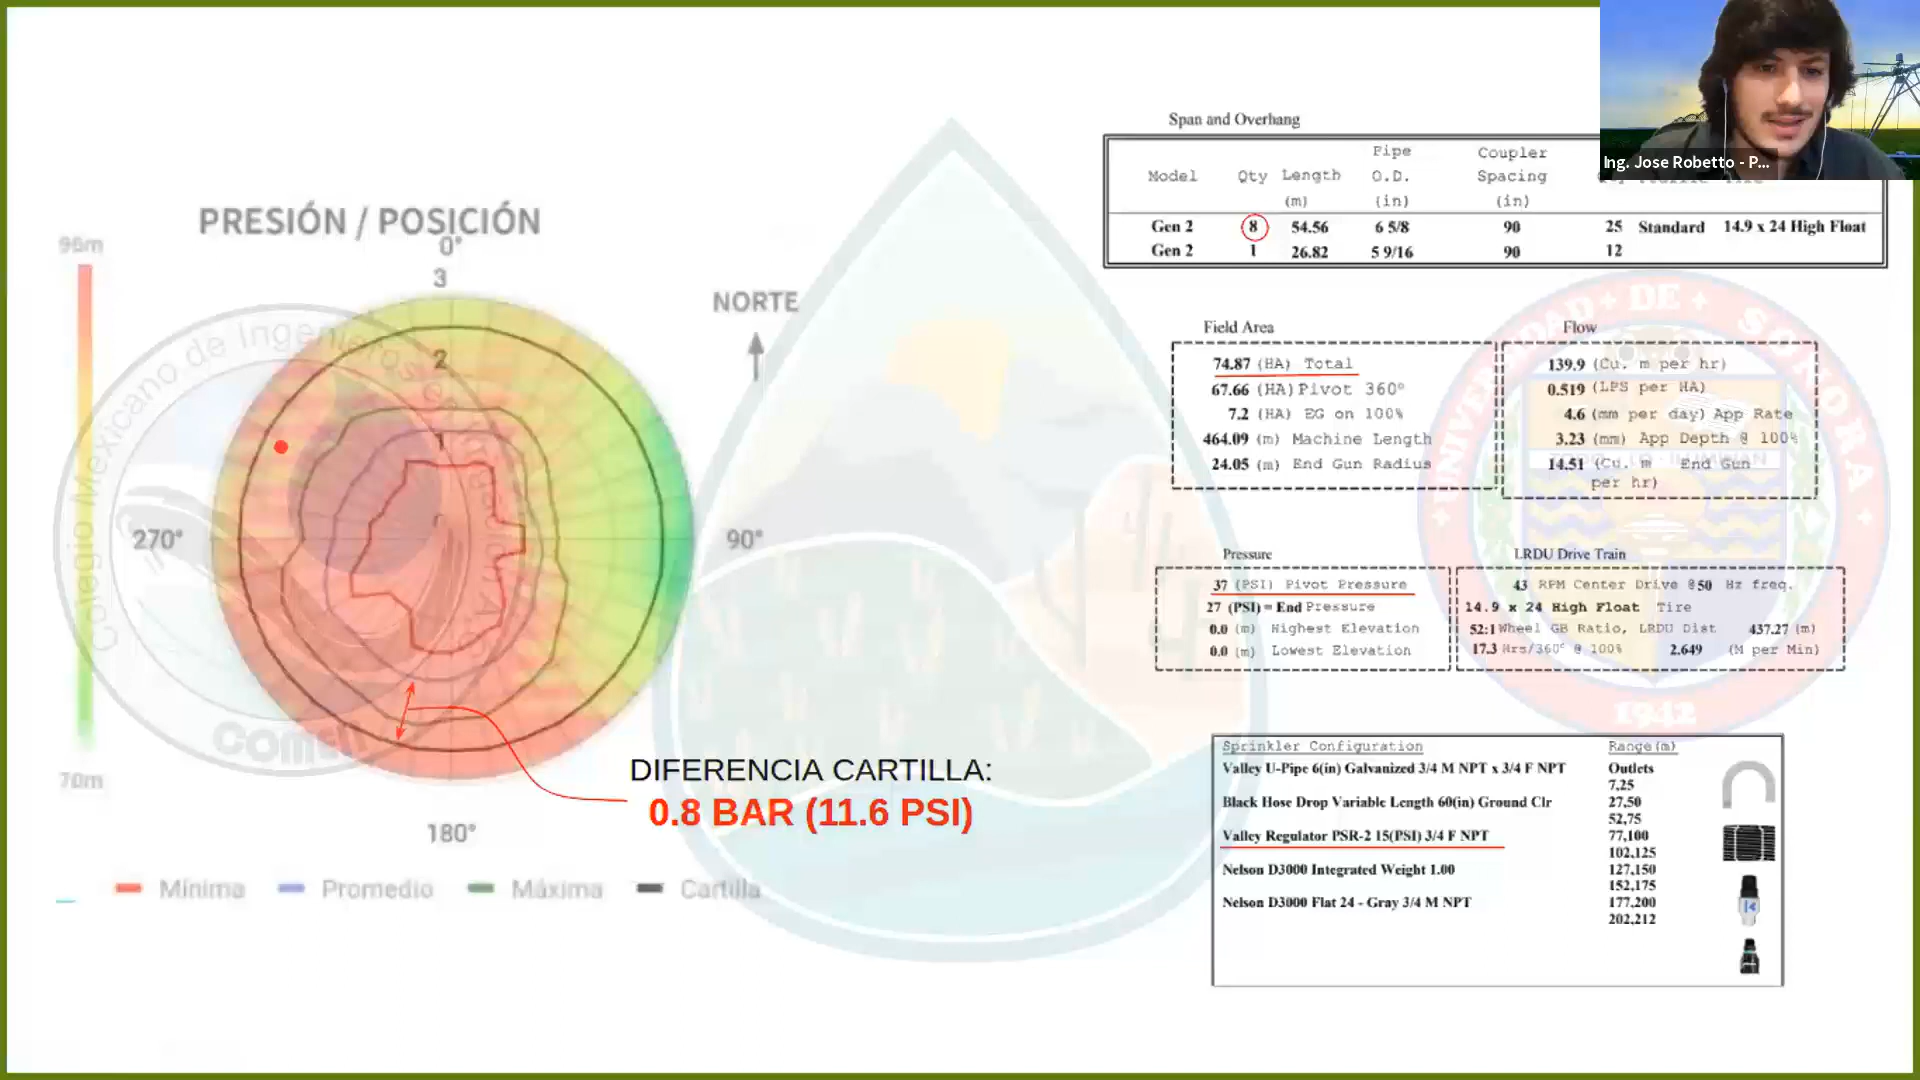 Ing. Jose Robetto - P...
Span and Overhang
Model Qty Length (m) Pipe O.D. (in) Coupler Spacing (in)
Gen 2 8 54.56 6 5/8 90 25 Standard 14.9 x 24 High Float
Gen 2 1 26.82 5 9/16 90 12
PRESIÓN / POSICIÓN
0°
96m
3
2
1
NORTE
270°
90°
70m
180°
Mínima Promedio Máxima Cartilla
DIFERENCIA CARTILLA:
0.8 BAR (11.6 PSI)
Field Area
74.87 (HA) Total
67.66 (HA) Pivot 360°
7.2 (HA) EG on 100%
464.09 (m) Machine Length
24.05 (m) End Gun Radius
Flow
139.9 (Cu. m per hr)
0.519 (LPS per HA)
4.6 (mm per day) App Rate
3.23 (mm) App Depth @ 100%
14.51 (Cu. m End Gun
per hr)
Pressure
37 (PSI) Pivot Pressure
27 (PSI) = End Pressure
0.0 (m) Highest Elevation
0.0 (m) Lowest Elevation
LRDU Drive Train
43 RPM Center Drive @50 Hz freq.
14.9 x 24 High Float Tire
52:1 Wheel GB Ratio, LRDU Dist 437.27 (m)
17.3 Hrs/360° @ 100% 2.649 (M per Min)
Sprinkler Configuration Range(m)
Valley U-Pipe 6(in) Galvanized 3/4 M NPT x 3/4 F NPT Outlets
7,25
Black Hose Drop Variable Length 60(in) Ground Clr 27,50
52,75
Valley Regulator PSR-2 15(PSI) 3/4 F NPT 77,100
102,125
Nelson D3000 Integrated Weight 1.00 127,150
152,175
Nelson D3000 Flat 24 - Gray 3/4 M NPT 177,200
202,212
Colegio Mexicano de Ingenieros en
Comeii
UNIVERSIDAD DE SONORA
1942